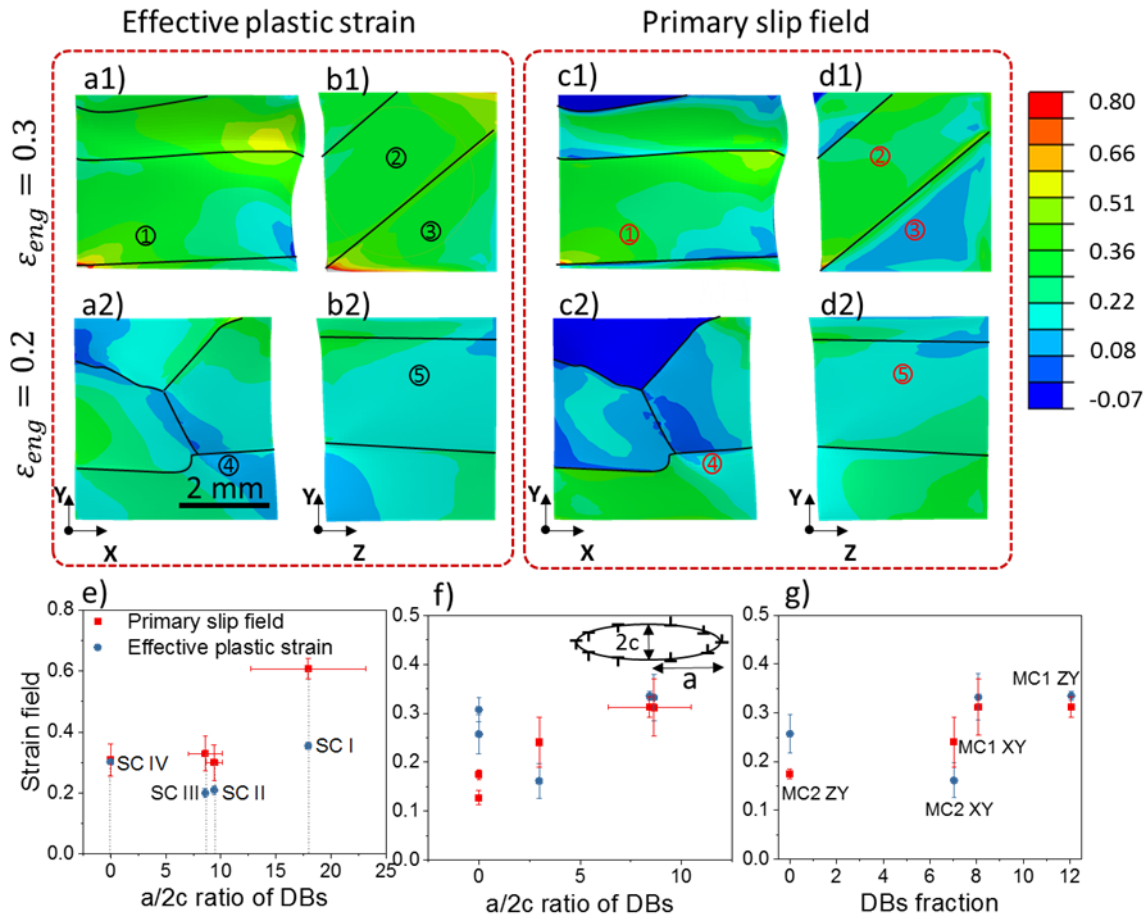 Effective plastic strain
Primary slip field
a1)
b1)
c1)
d1)
ε_eng = 0.3
①
②
③
①
②
③
0.80
0.66
0.51
0.36
0.22
0.08
-0.07
a2)
b2)
c2)
d2)
ε_eng = 0.2
④
⑤
④
⑤
2 mm
Y
X
Y
Z
Y
X
Y
Z
e)
0.8
0.6
0.4
0.2
0.0
Strain field
Primary slip field
Effective plastic strain
SC IV
SC III
SC II
SC I
0
5
10
15
20
25
a/2c ratio of DBs
f)
0.5
0.4
0.3
0.2
0.1
0.0
2c
a
0
5
10
a/2c ratio of DBs
g)
0.5
0.4
0.3
0.2
0.1
0.0
MC1 ZY
MC1 XY
MC2 ZY
MC2 XY
0
2
4
6
8
10
12
DBs fraction